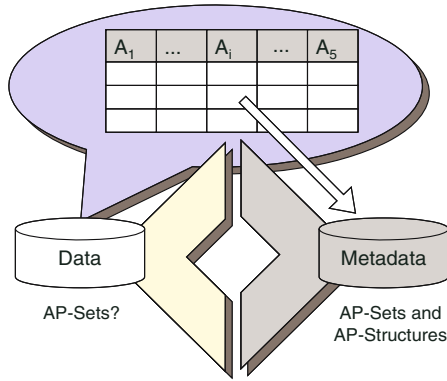 A₁ ... Aᵢ ... A₅
Data
Metadata
AP-Sets?
AP-Sets and
AP-Structures